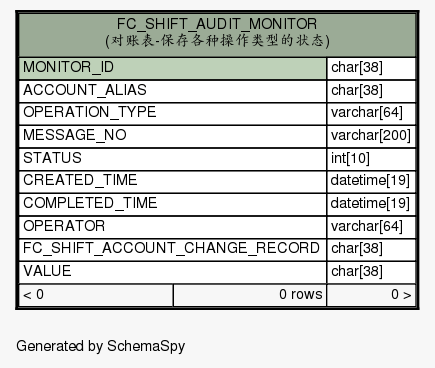 FC_SHIFT_AUDIT_MONITOR
(对账表-保存各种操作类型的状态)
MONITOR_ID char[38]
ACCOUNT_ALIAS char[38]
OPERATION_TYPE varchar[64]
MESSAGE_NO varchar[200]
STATUS int[10]
CREATED_TIME datetime[19]
COMPLETED_TIME datetime[19]
OPERATOR varchar[64]
FC_SHIFT_ACCOUNT_CHANGE_RECORD char[38]
VALUE char[38]
< 0 0 rows 0 >
Generated by SchemaSpy